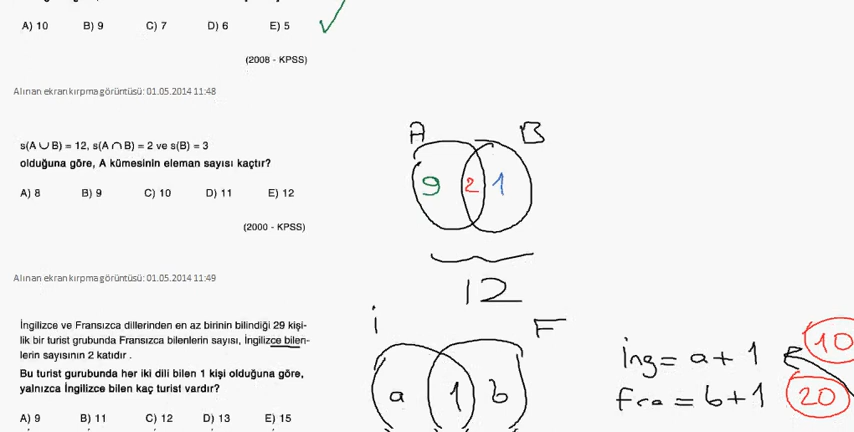 A) 10 B) 9 C) 7 D) 6 E) 5
(2008 - KPSS)
Alınan ekran kırpma görüntüsü: 01.05.2014 11:48
s(A ∪ B) = 12, s(A ∩ B) = 2 ve s(B) = 3
olduğuna göre, A kümesinin eleman sayısı kaçtır?
A) 8 B) 9 C) 10 D) 11 E) 12
(2000 - KPSS)
A B
9 2 1
12
Alınan ekran kırpma görüntüsü: 01.05.2014 11:49
İngilizce ve Fransızca dillerinden en az birinin bilindiği 29 kişi-
lik bir turist grubunda Fransızca bilenlerin sayısı, İngilizce bilen-
lerin sayısının 2 katıdır .
Bu turist gurubunda her iki dili bilen 1 kişi olduğuna göre,
yalnızca İngilizce bilen kaç turist vardır?
A) 9 B) 11 C) 12 D) 13 E) 15
İ F
a 1 b
ing = a + 1 10
Fra = b + 1 20